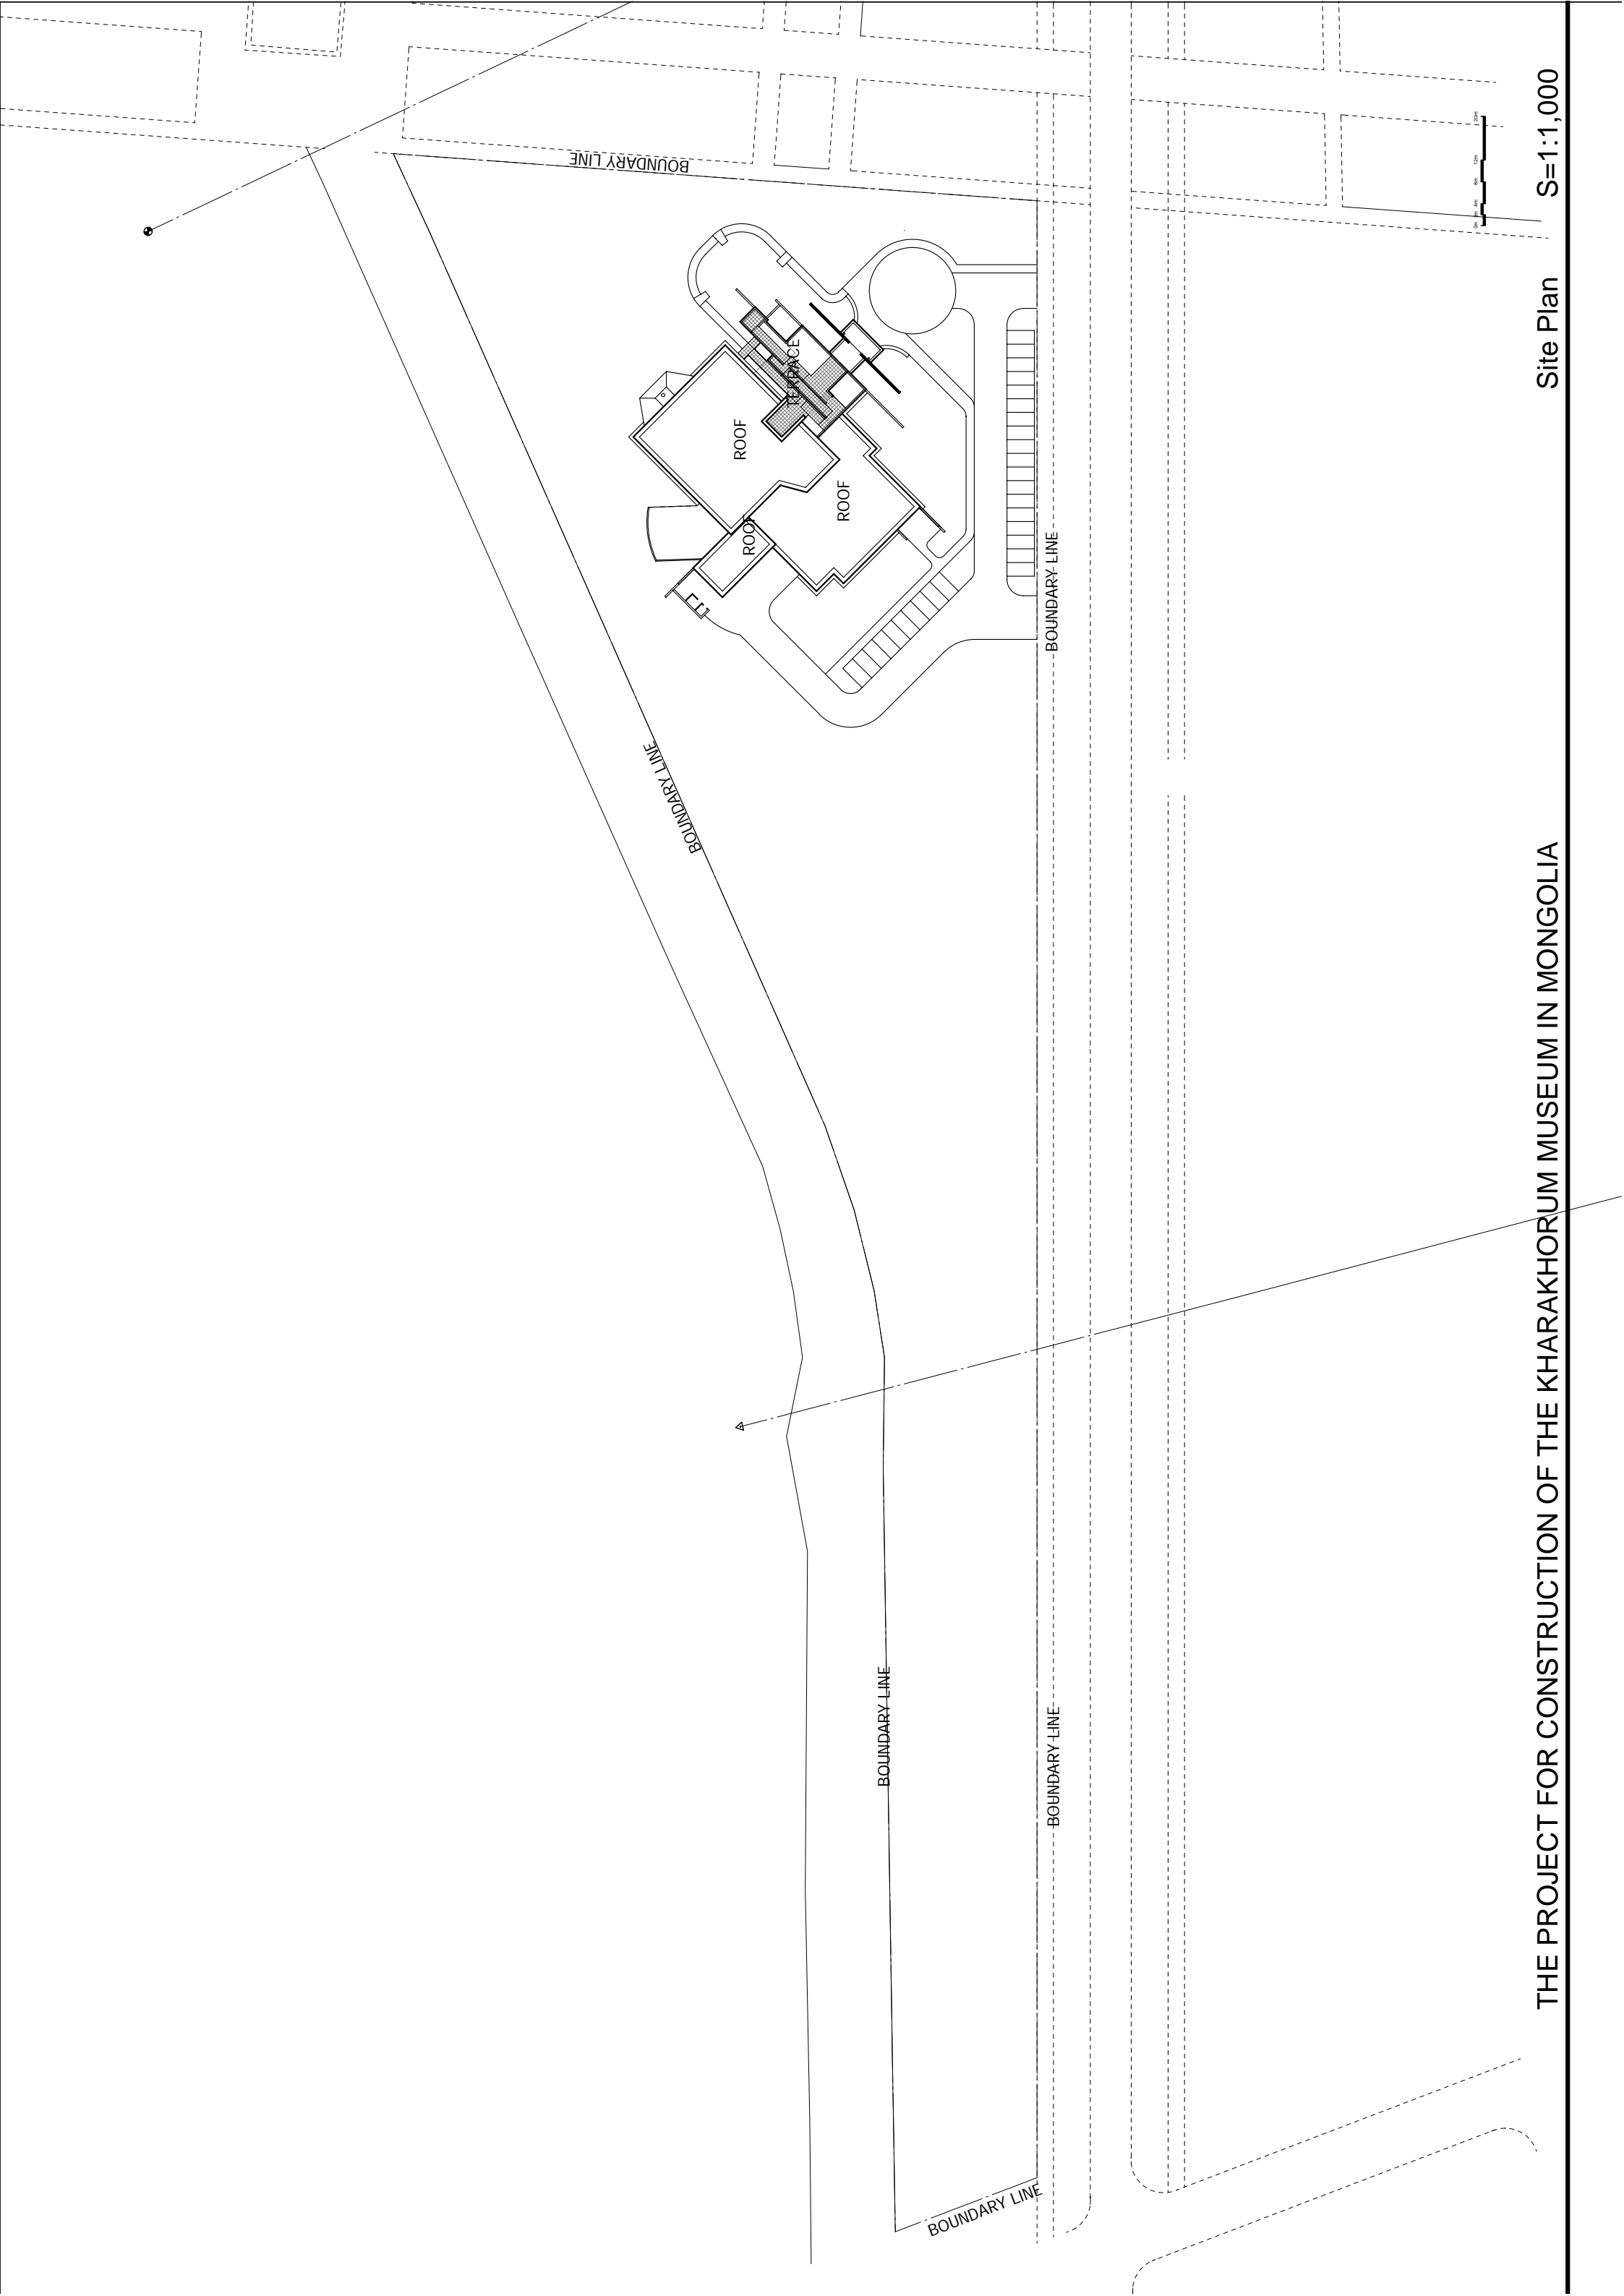 BOUNDARY LINE
TERRACE
ROOF
ROOF
ROOF
BOUNDARY LINE
BOUNDARY LINE
BOUNDARY LINE
BOUNDARY LINE
BOUNDARY LINE
THE PROJECT FOR CONSTRUCTION OF THE KHARAKHORUM MUSEUM IN MONGOLIA
Site Plan
S=1:1,000